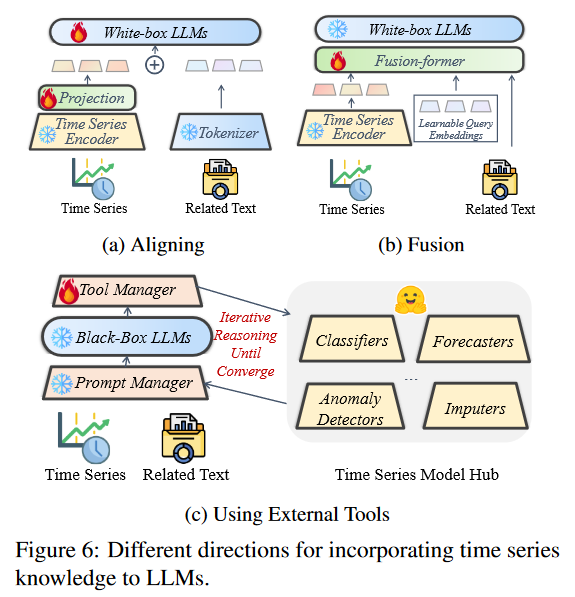 White-box LLMs
Projection
Time Series
Encoder
Tokenizer
Time Series
Related Text
(a) Aligning
White-box LLMs
Fusion-former
Time Series
Encoder
Learnable Query
Embeddings
Time Series
Related Text
(b) Fusion
Tool Manager
Black-Box LLMs
Prompt Manager
Time Series
Related Text
Iterative
Reasoning
Until
Converge
Classifiers
Forecasters
...
Anomaly
Detectors
Imputers
Time Series Model Hub
(c) Using External Tools
Figure 6: Different directions for incorporating time series
knowledge to LLMs.